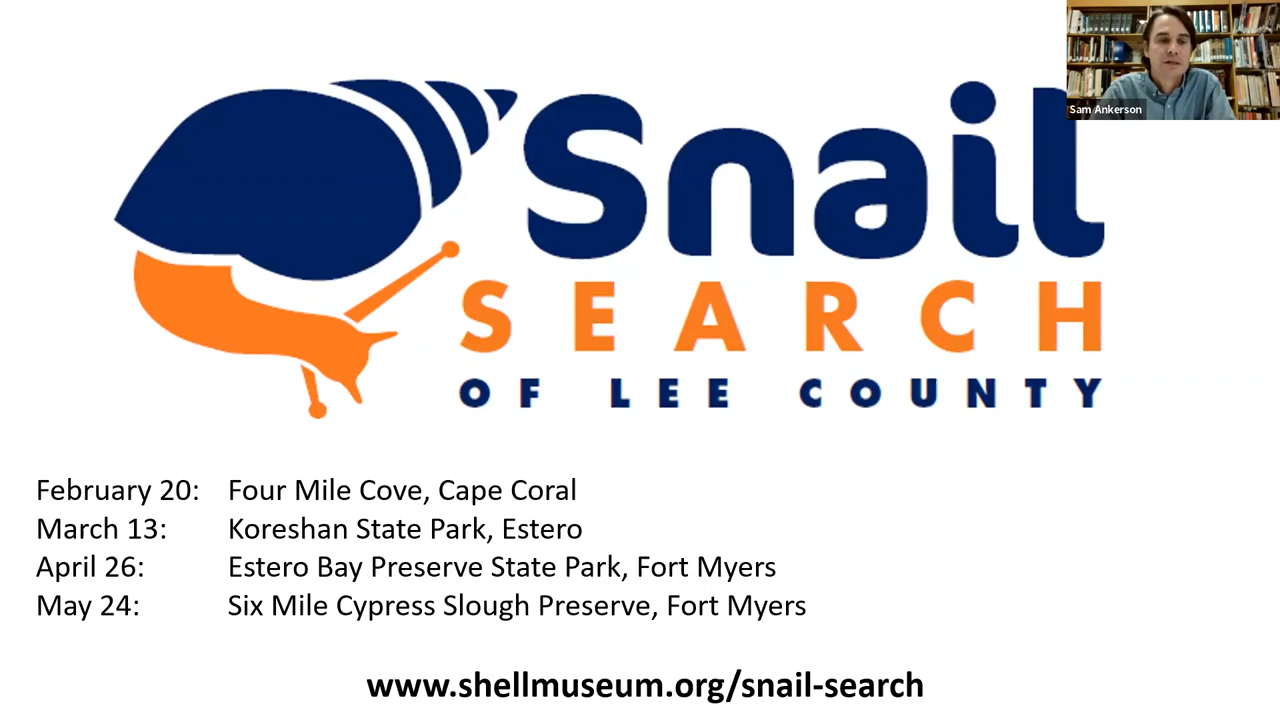 Snail
SEARCH
OF LEE COUNTY
Sam Ankerson
February 20: Four Mile Cove, Cape Coral
March 13: Koreshan State Park, Estero
April 26: Estero Bay Preserve State Park, Fort Myers
May 24: Six Mile Cypress Slough Preserve, Fort Myers
www.shellmuseum.org/snail-search